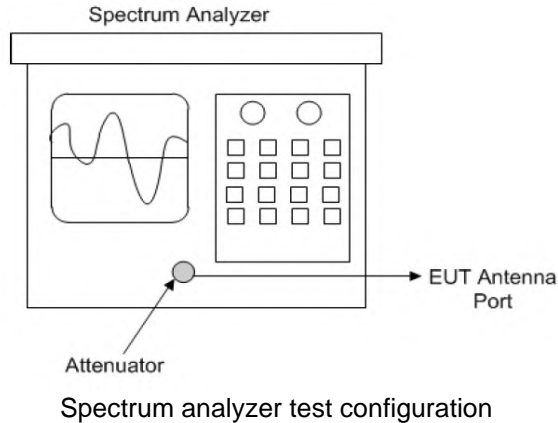 Spectrum Analyzer
EUT Antenna
Port
Attenuator
Spectrum analyzer test configuration